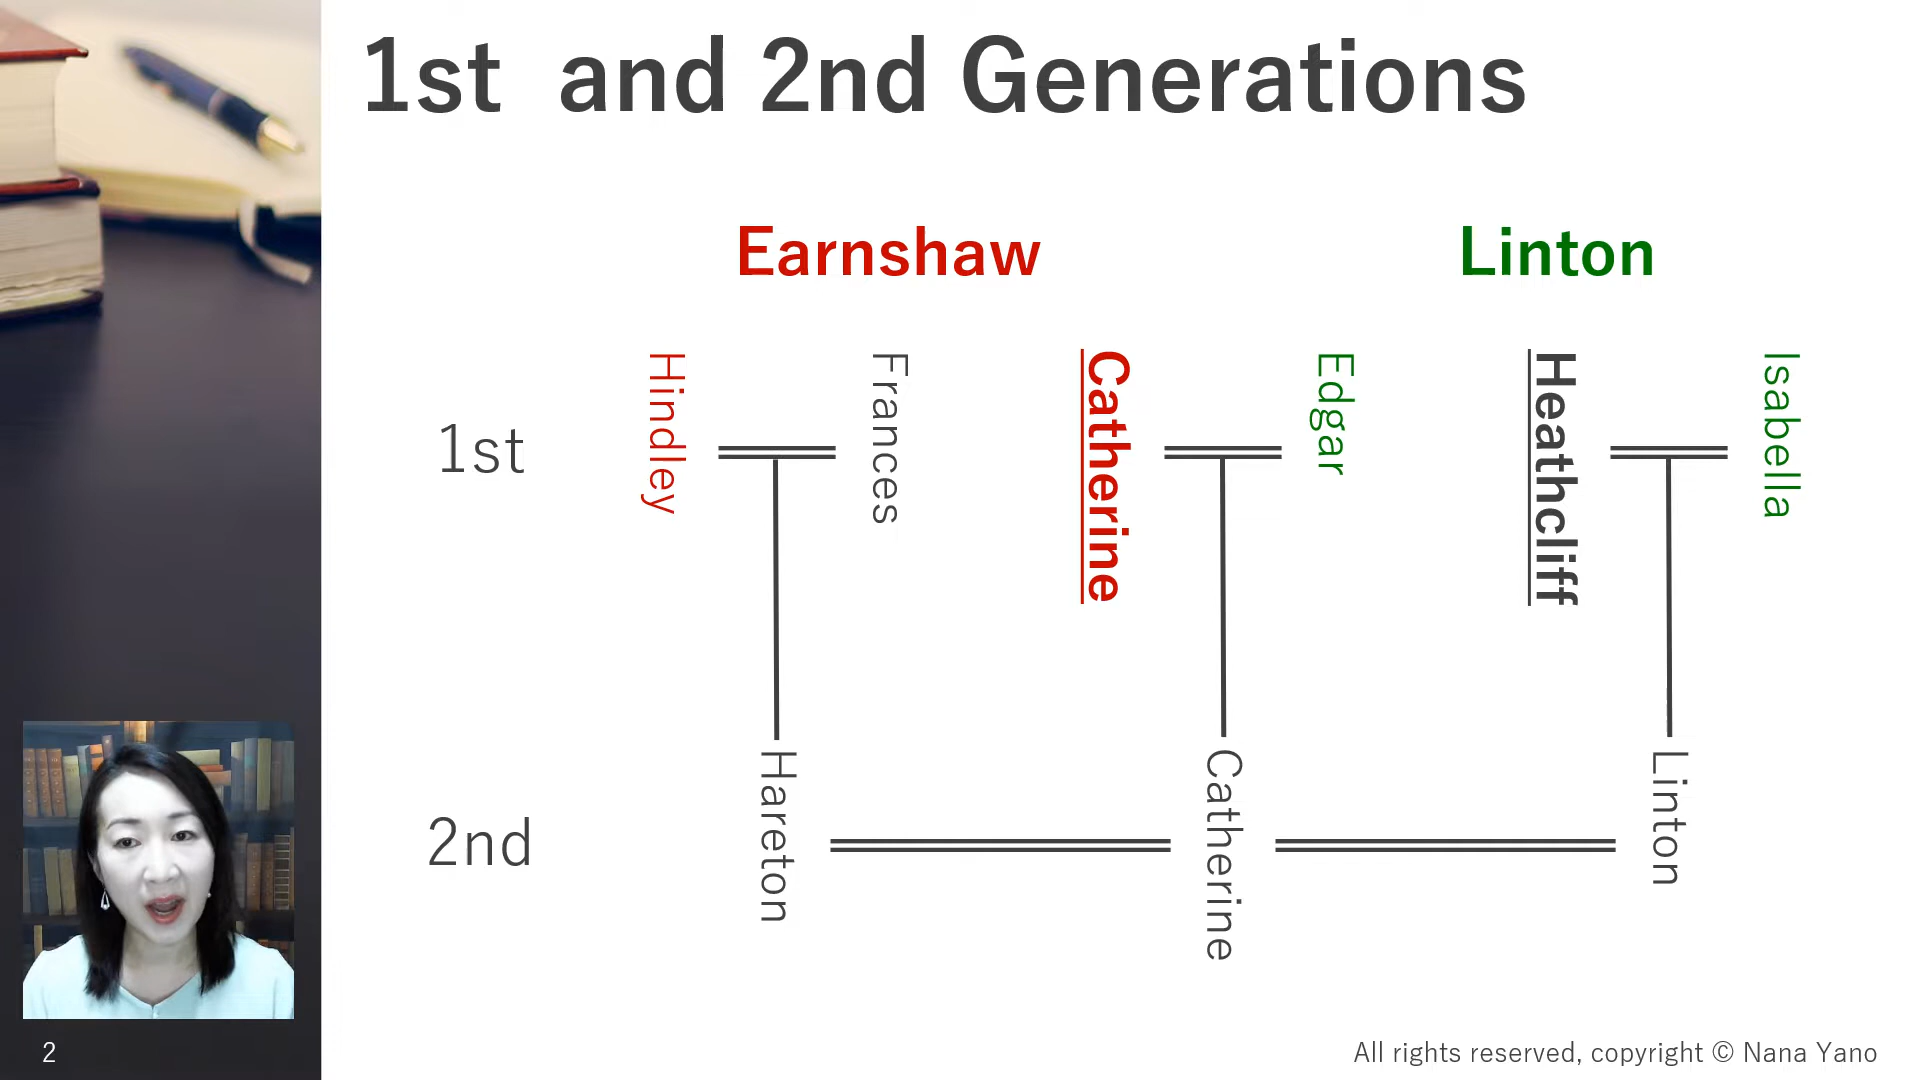 1st and 2nd Generations
Earnshaw
Linton
1st
Hindley
Frances
Catherine
Edgar
Heathcliff
Isabella
2nd
Hareton
Catherine
Linton
2
All rights reserved, copyright © Nana Yano